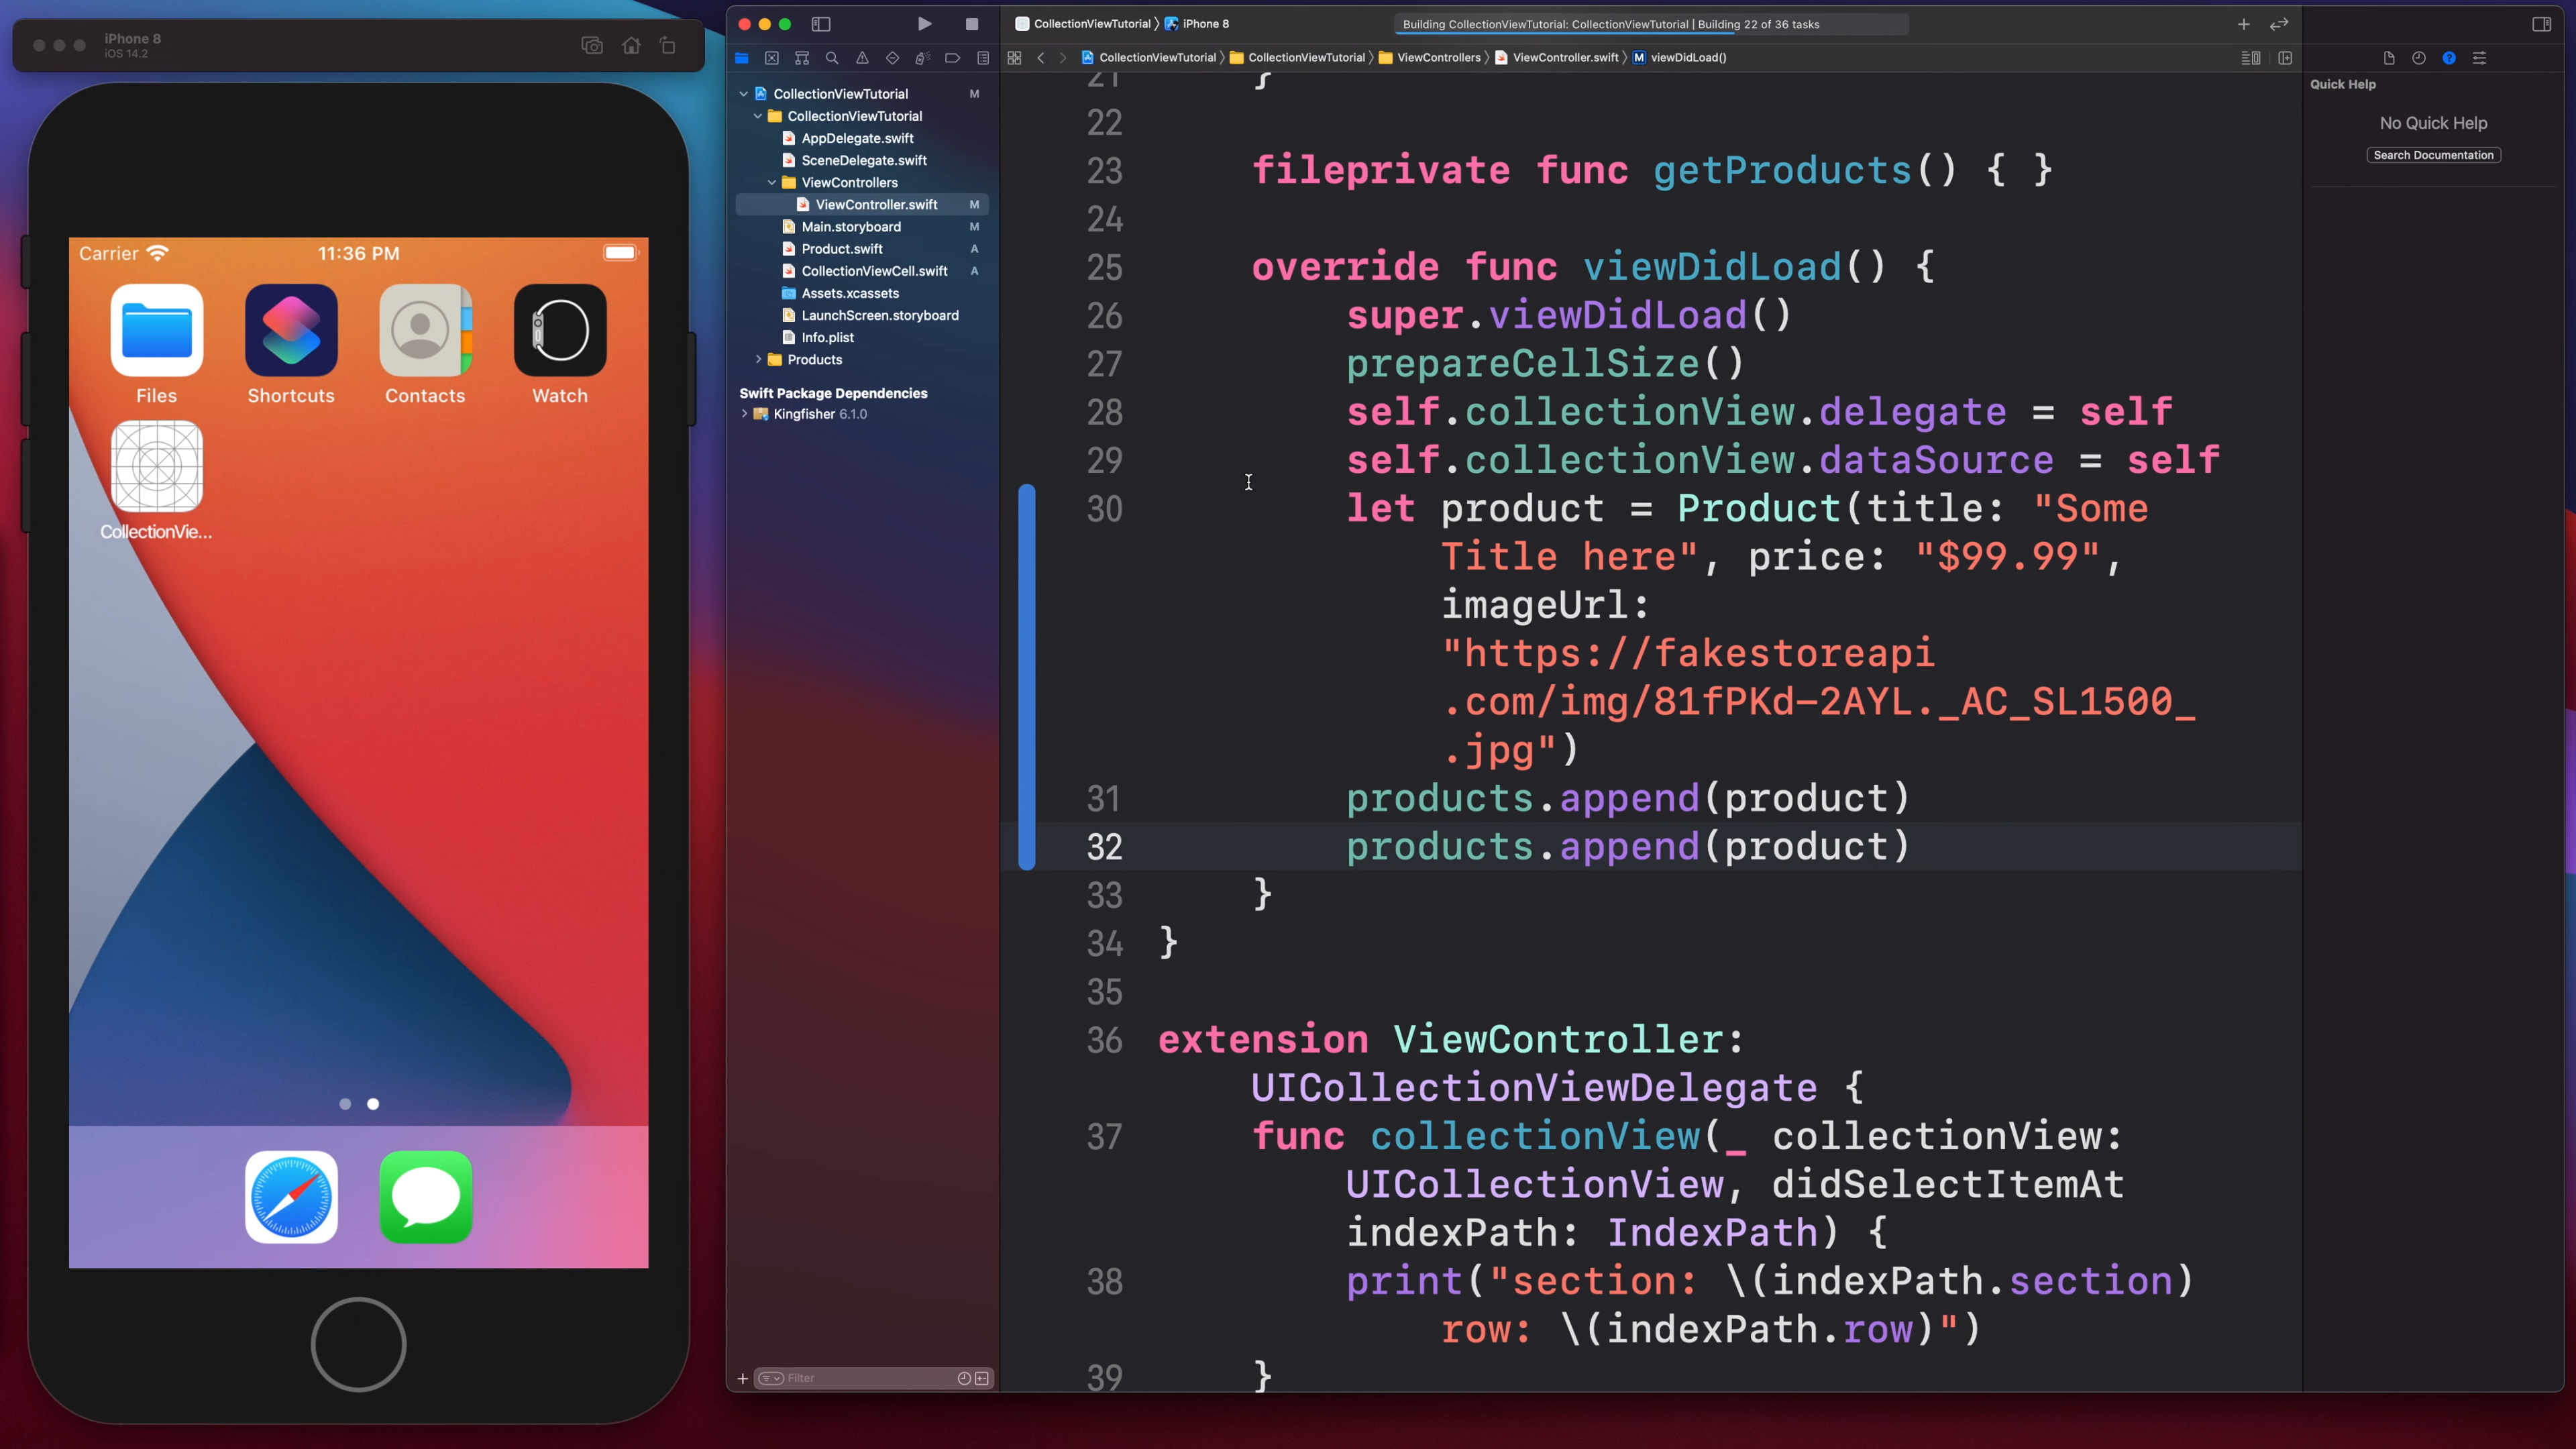 iPhone 8
iOS 14.2
Carrier
11:36 PM
Files
Shortcuts
Contacts
Watch
CollectionVie...
CollectionViewTutorial
iPhone 8
Building CollectionViewTutorial: CollectionViewTutorial | Building 22 of 36 tasks
CollectionViewTutorial
CollectionViewTutorial
ViewControllers
ViewController.swift
M viewDidLoad()
CollectionViewTutorial M
CollectionViewTutorial
AppDelegate.swift
SceneDelegate.swift
ViewControllers
ViewController.swift M
Main.storyboard M
Product.swift A
CollectionViewCell.swift A
Assets.xcassets
LaunchScreen.storyboard
Info.plist
Products
Swift Package Dependencies
Kingfisher 6.1.0
Filter
21 }
22
23 fileprivate func getProducts() { }
24
25 override func viewDidLoad() {
26 super.viewDidLoad()
27 prepareCellSize()
28 self.collectionView.delegate = self
29 self.collectionView.dataSource = self
30 let product = Product(title: "Some
Title here", price: "$99.99",
imageUrl:
"https://fakestoreapi
.com/img/81fPKd-2AYL._AC_SL1500_
.jpg")
31 products.append(product)
32 products.append(product)
33 }
34 }
35
36 extension ViewController:
UICollectionViewDelegate {
37 func collectionView(_ collectionView:
UICollectionView, didSelectItemAt
indexPath: IndexPath) {
38 print("section: \(indexPath.section)
row: \(indexPath.row)")
39 }
Quick Help
No Quick Help
Search Documentation